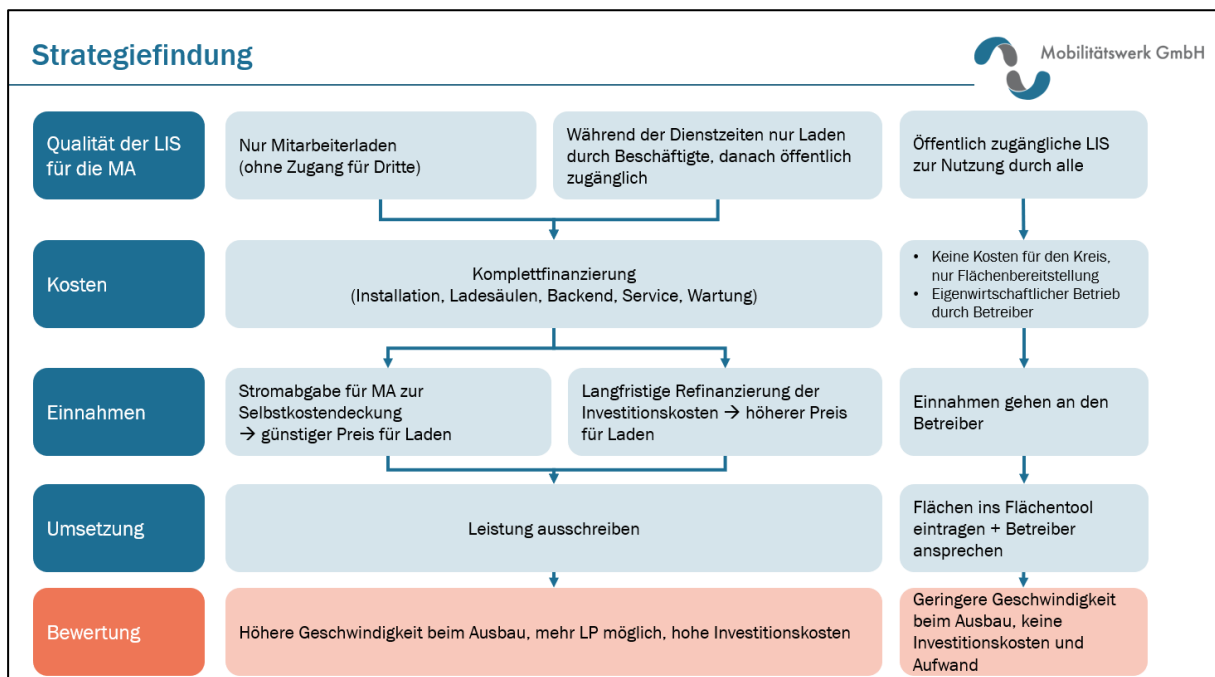 Strategiefindung
Mobilitätswerk GmbH
Qualität der LIS
für die MA
Nur Mitarbeiterladen
(ohne Zugang für Dritte)
Während der Dienstzeiten nur Laden
durch Beschäftigte, danach öffentlich
zugänglich
Öffentlich zugängliche LIS
zur Nutzung durch alle
Kosten
Komplettfinanzierung
(Installation, Ladesäulen, Backend, Service, Wartung)
• Keine Kosten für den Kreis,
nur Flächenbereitstellung
• Eigenwirtschaftlicher Betrieb
durch Betreiber
Einnahmen
Stromabgabe für MA zur
Selbstkostendeckung
→ günstiger Preis für Laden
Langfristige Refinanzierung der
Investitionskosten → höherer Preis
für Laden
Einnahmen gehen an den
Betreiber
Umsetzung
Leistung ausschreiben
Flächen ins Flächentool
eintragen + Betreiber
ansprechen
Bewertung
Höhere Geschwindigkeit beim Ausbau, mehr LP möglich, hohe Investitionskosten
Geringere Geschwindigkeit
beim Ausbau, keine
Investitionskosten und
Aufwand